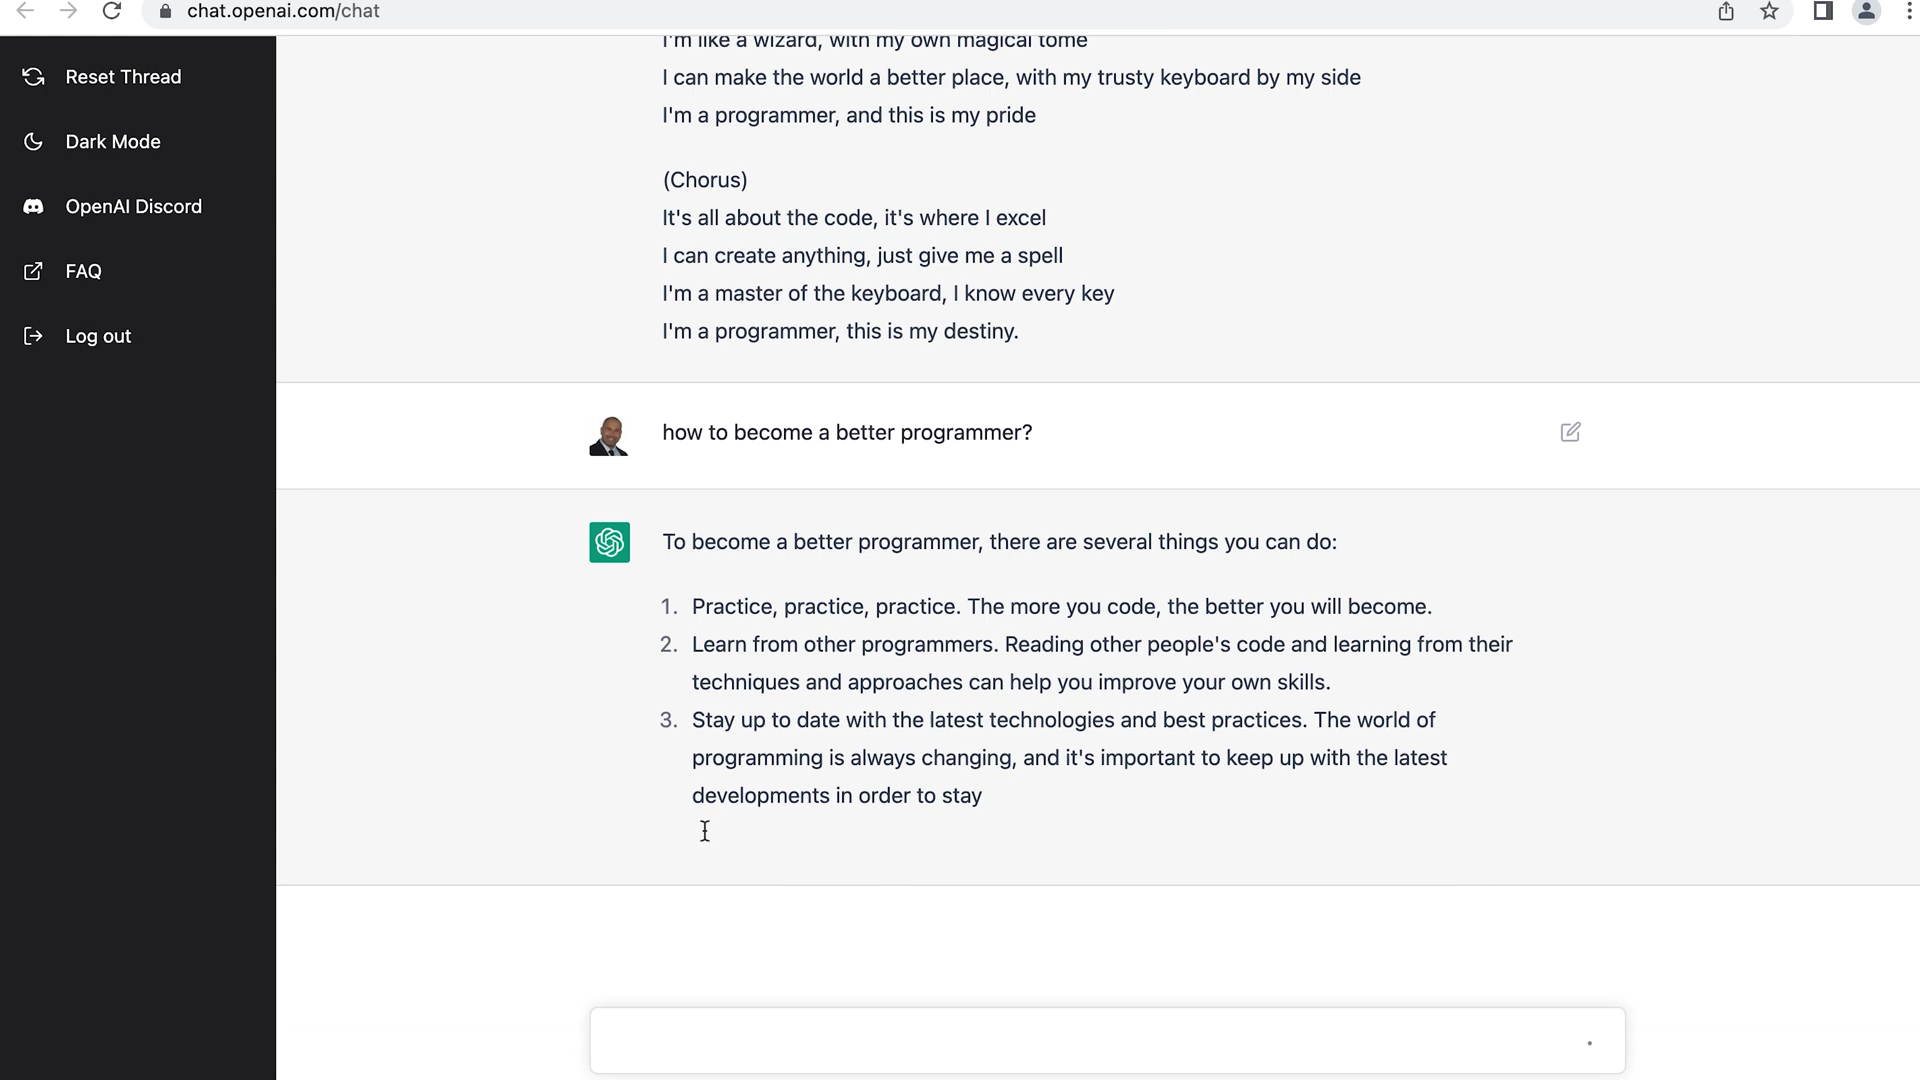 chat.openai.com/chat
Reset Thread
Dark Mode
OpenAI Discord
FAQ
Log out
I'm like a wizard, with my own magical tome
I can make the world a better place, with my trusty keyboard by my side
I'm a programmer, and this is my pride
(Chorus)
It's all about the code, it's where I excel
I can create anything, just give me a spell
I'm a master of the keyboard, I know every key
I'm a programmer, this is my destiny.
how to become a better programmer?
To become a better programmer, there are several things you can do:
1. Practice, practice, practice. The more you code, the better you will become.
2. Learn from other programmers. Reading other people's code and learning from their
techniques and approaches can help you improve your own skills.
3. Stay up to date with the latest technologies and best practices. The world of
programming is always changing, and it's important to keep up with the latest
developments in order to stay